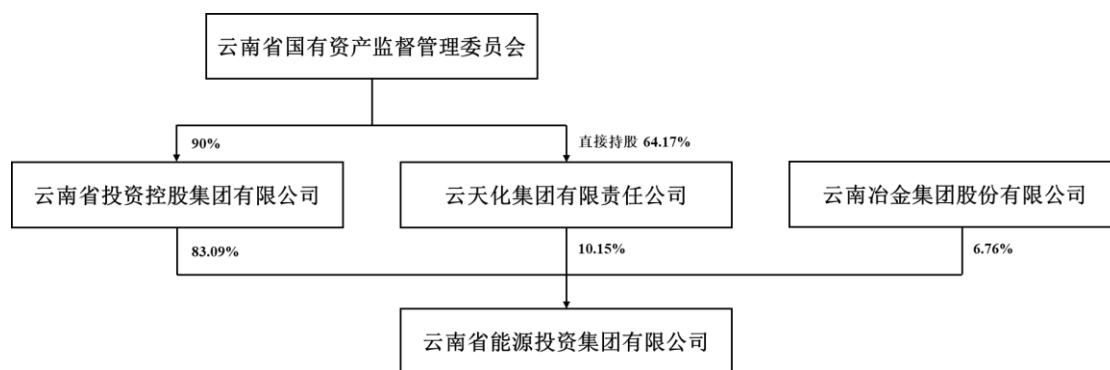 云南省国有资产监督管理委员会
90%
直接持股 64.17%
云南省投资控股集团有限公司
云天化集团有限责任公司
云南冶金集团股份有限公司
83.09%
10.15%
6.76%
云南省能源投资集团有限公司